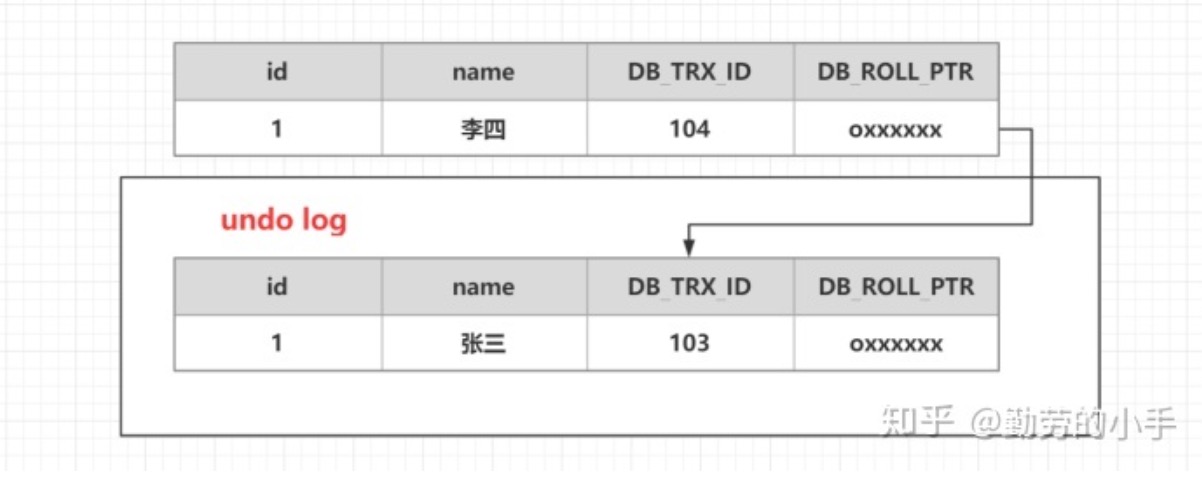 id name DB_TRX_ID DB_ROLL_PTR
1 李四 104 oxxxxxx
undo log
id name DB_TRX_ID DB_ROLL_PTR
1 张三 103 oxxxxxx
知乎 @勤劳的小手